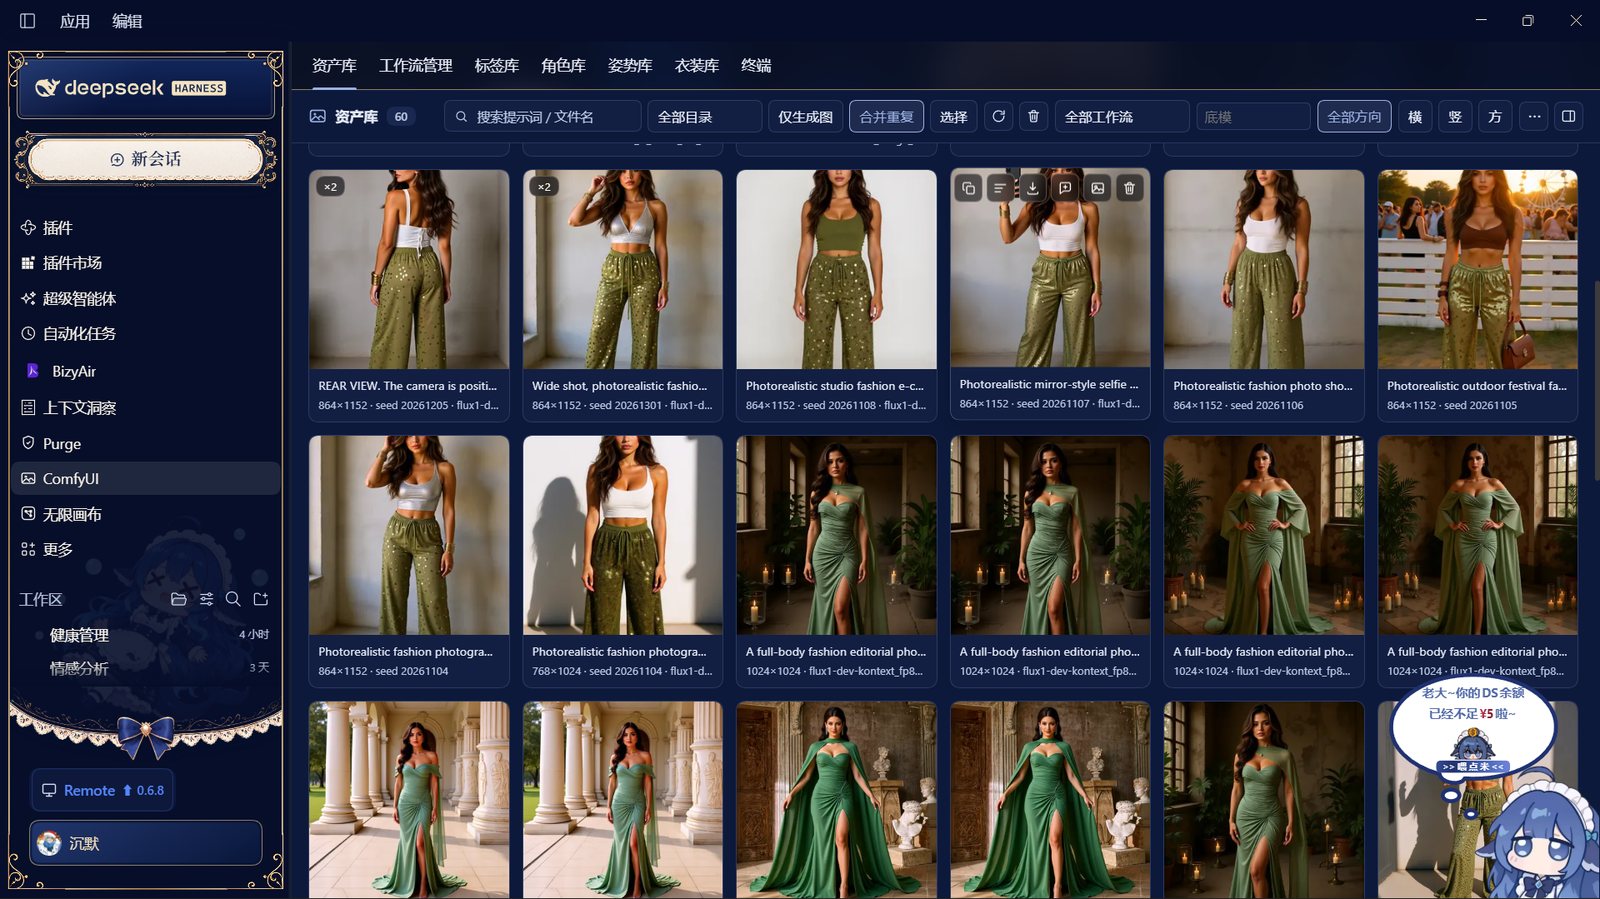 应用 编辑
deepseek HARNESS
新会话
插件
插件市场
超级智能体
自动化任务
BizyAir
上下文洞察
Purge
ComfyUI
无限画布
更多
工作区
健康管理 4 小时
情感分析 3 天
Remote 0.6.8
沉默
资产库 工作流管理 标签库 角色库 姿势库 衣装库 终端
资产库 60 搜索提示词 / 文件名 全部目录 仅生成图 合并重复 选择 全部工作流 底模 全部方向 横 竖 方 ···
×2 ×2
REAR VIEW. The camera is positi... Wide shot, photorealistic fashio... Photorealistic studio fashion e-c... Photorealistic mirror-style selfie ... Photorealistic fashion photo sho... Photorealistic outdoor festival fa...
864×1152 · seed 20261205 · flux1-d... 864×1152 · seed 20261301 · flux1-d... 864×1152 · seed 20261108 · flux1-d... 864×1152 · seed 20261107 · flux1-d... 864×1152 · seed 20261106 864×1152 · seed 20261105
Photorealistic fashion photogra... Photorealistic fashion photogra... A full-body fashion editorial pho... A full-body fashion editorial pho... A full-body fashion editorial pho... A full-body fashion editorial pho...
864×1152 · seed 20261104 768×1024 · seed 20261104 · flux1-d... 1024×1024 · flux1-dev-kontext_fp8... 1024×1024 · flux1-dev-kontext_fp8... 1024×1024 · flux1-dev-kontext_fp8... 1024×1024 · flux1-dev-kontext_fp8...
老大~你的DS余额
已经不足¥5啦~
>> 喂点米 <<